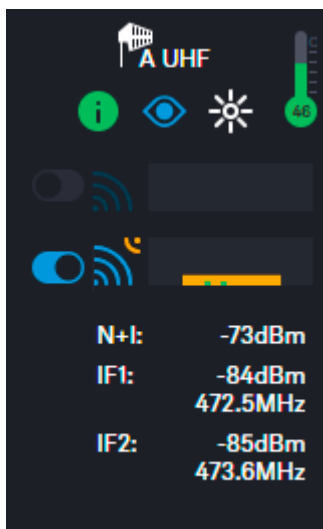 A UHF
i
46
N+I: -73dBm
IF1: -84dBm
472.5MHz
IF2: -85dBm
473.6MHz